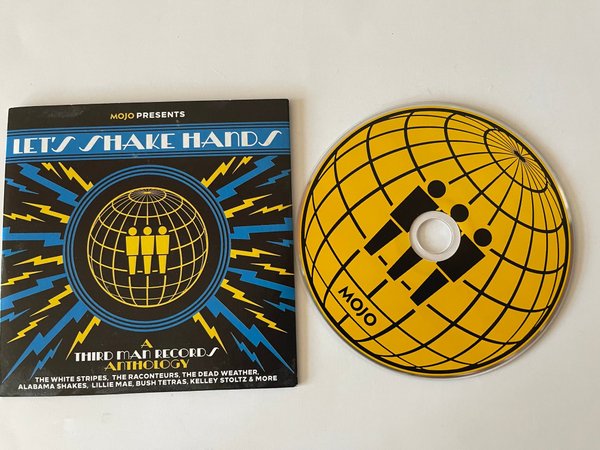 MOJO PRESENTS
LET'S SHAKE HANDS
A
THIRD MAN RECORDS
ANTHOLOGY
THE WHITE STRIPES, THE RACONTEURS, THE DEAD WEATHER,
ALABAMA SHAKES, LILLIE MAE, BUSH TETRAS, KELLEY STOLTZ & MORE
MOJO